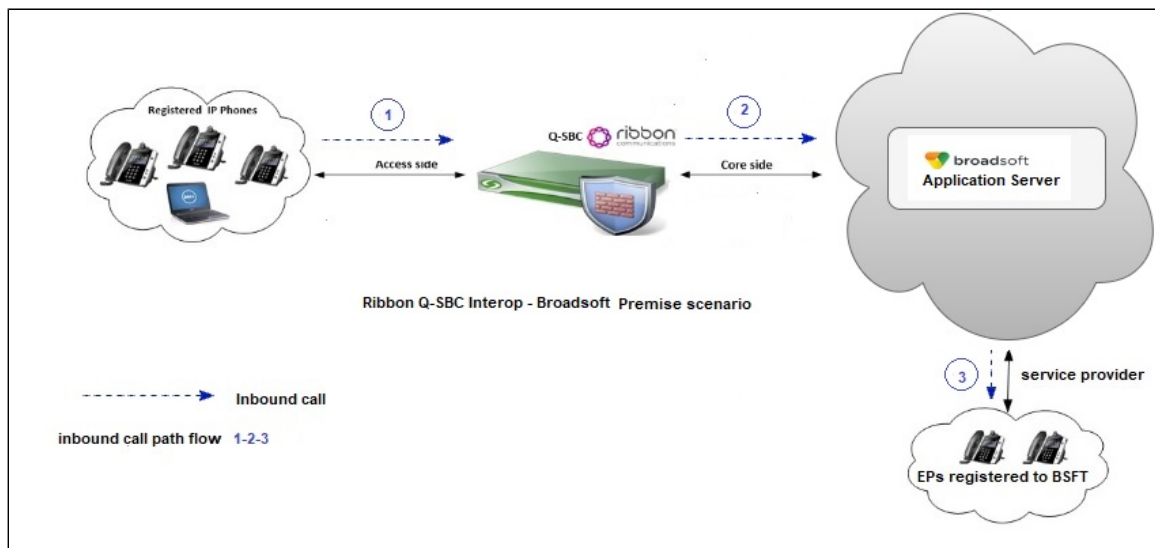 Registered IP Phones
1
Access side
Q-SBC
ribbon
communications
2
Core side
broadsoft
Application Server
Ribbon Q-SBC Interop - Broadsoft Premise scenario
3
service provider
Inbound call
inbound call path flow 1-2-3
EPs registered to BSFT